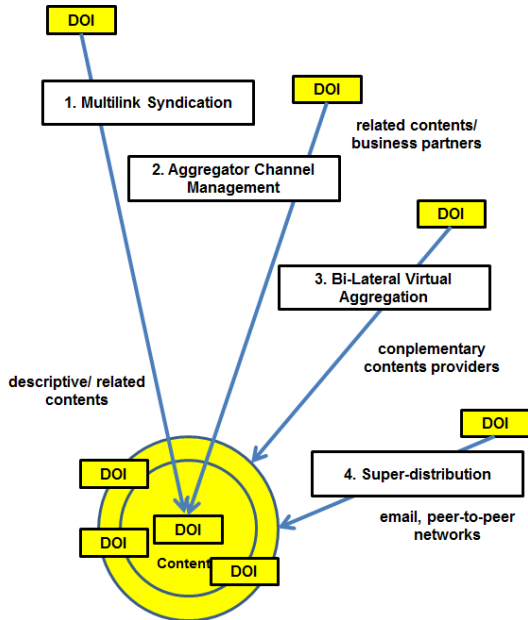 DOI
1. Multilink Syndication
DOI
related contents/
business partners
2. Aggregator Channel
Management
DOI
3. Bi-Lateral Virtual
Aggregation
conplementary
contents providers
descriptive/ related
contents
DOI
4. Super-distribution
email, peer-to-peer
networks
DOI
DOI
DOI
Content
DOI